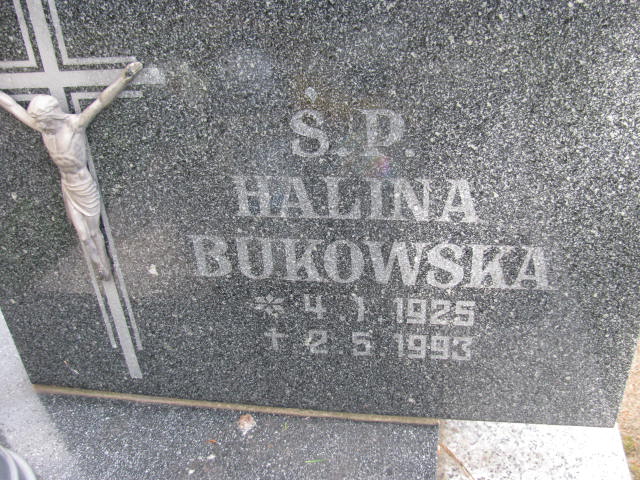 Ś. P.
HALINA
BUKOWSKA
* 4 . 1 . 1925
+ 2 5 1993